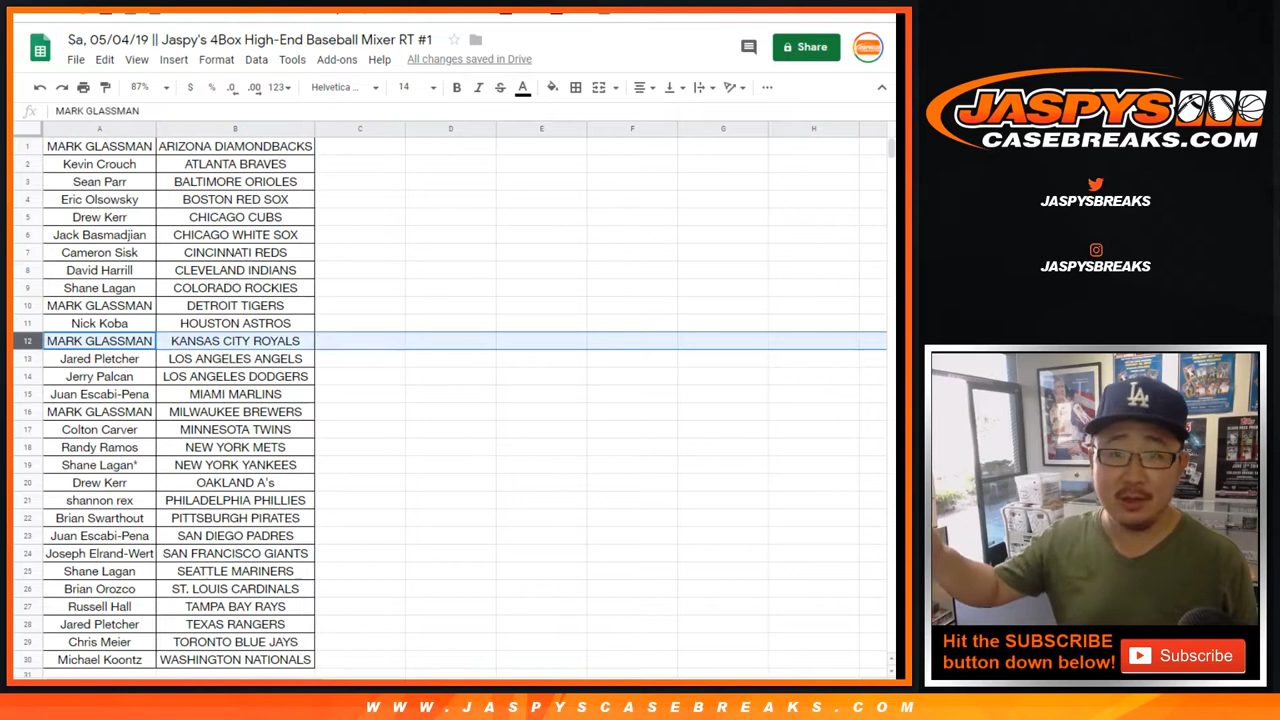 Sa, 05/04/19 || Jaspy's 4Box High-End Baseball Mixer RT #1
Share
File Edit View Insert Format Data Tools Add-ons Help All changes saved in Drive
87% $ % .0 .00 123 Helvetica ... 14 B I S A
fx MARK GLASSMAN
A B C D E F G H
1 MARK GLASSMAN ARIZONA DIAMONDBACKS
2 Kevin Crouch ATLANTA BRAVES
3 Sean Parr BALTIMORE ORIOLES
4 Eric Olsowsky BOSTON RED SOX
5 Drew Kerr CHICAGO CUBS
6 Jack Basmadjian CHICAGO WHITE SOX
7 Cameron Sisk CINCINNATI REDS
8 David Harrill CLEVELAND INDIANS
9 Shane Lagan COLORADO ROCKIES
10 MARK GLASSMAN DETROIT TIGERS
11 Nick Koba HOUSTON ASTROS
12 MARK GLASSMAN KANSAS CITY ROYALS
13 Jared Pletcher LOS ANGELES ANGELS
14 Jerry Palcan LOS ANGELES DODGERS
15 Juan Escabi-Pena MIAMI MARLINS
16 MARK GLASSMAN MILWAUKEE BREWERS
17 Colton Carver MINNESOTA TWINS
18 Randy Ramos NEW YORK METS
19 Shane Lagan* NEW YORK YANKEES
20 Drew Kerr OAKLAND A's
21 shannon rex PHILADELPHIA PHILLIES
22 Brian Swarthout PITTSBURGH PIRATES
23 Juan Escabi-Pena SAN DIEGO PADRES
24 Joseph Elrand-Wert SAN FRANCISCO GIANTS
25 Shane Lagan SEATTLE MARINERS
26 Brian Orozco ST. LOUIS CARDINALS
27 Russell Hall TAMPA BAY RAYS
28 Jared Pletcher TEXAS RANGERS
29 Chris Meier TORONTO BLUE JAYS
30 Michael Koontz WASHINGTON NATIONALS
31
JASPYS
CASEBREAKS.COM
JASPYSBREAKS
JASPYSBREAKS
LA
Hit the SUBSCRIBE
button down below!
Subscribe
WWW.JASPYSCASEBREAKS.COM